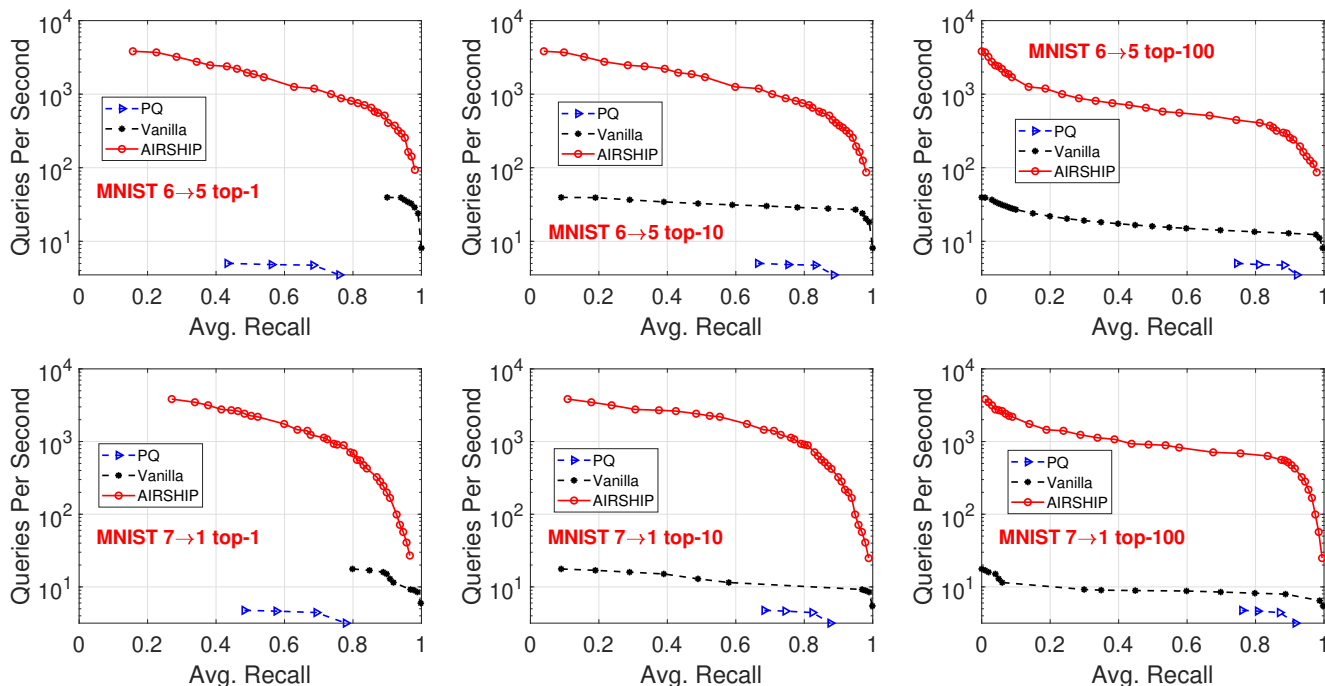 Queries Per Second
10^4
10^3
10^2
10^1
PQ
Vanilla
AIRSHIP
MNIST 6→5 top-1
0 0.2 0.4 0.6 0.8 1
Avg. Recall
Queries Per Second
10^4
10^3
10^2
10^1
PQ
Vanilla
AIRSHIP
MNIST 6→5 top-10
0 0.2 0.4 0.6 0.8 1
Avg. Recall
Queries Per Second
10^4
10^3
10^2
10^1
MNIST 6→5 top-100
PQ
Vanilla
AIRSHIP
0 0.2 0.4 0.6 0.8 1
Avg. Recall
Queries Per Second
10^4
10^3
10^2
10^1
PQ
Vanilla
AIRSHIP
MNIST 7→1 top-1
0 0.2 0.4 0.6 0.8 1
Avg. Recall
Queries Per Second
10^4
10^3
10^2
10^1
PQ
Vanilla
AIRSHIP
MNIST 7→1 top-10
0 0.2 0.4 0.6 0.8 1
Avg. Recall
Queries Per Second
10^4
10^3
10^2
10^1
PQ
Vanilla
AIRSHIP
MNIST 7→1 top-100
0 0.2 0.4 0.6 0.8 1
Avg. Recall